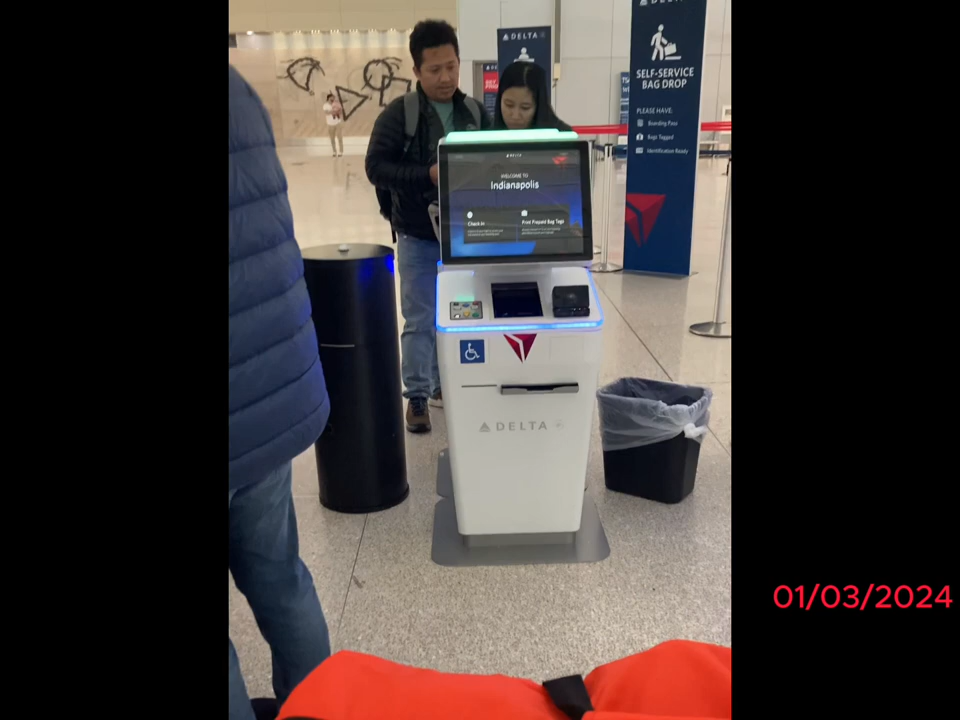 DELTA
DELTA
SELF-SERVICE
BAG DROP
PLEASE HAVE:
Boarding Pass
Bags Tagged
Identification Ready
DELTA
WELCOME TO
Indianapolis
Check In
Print Prepaid Bag Tags
DELTA
01/03/2024